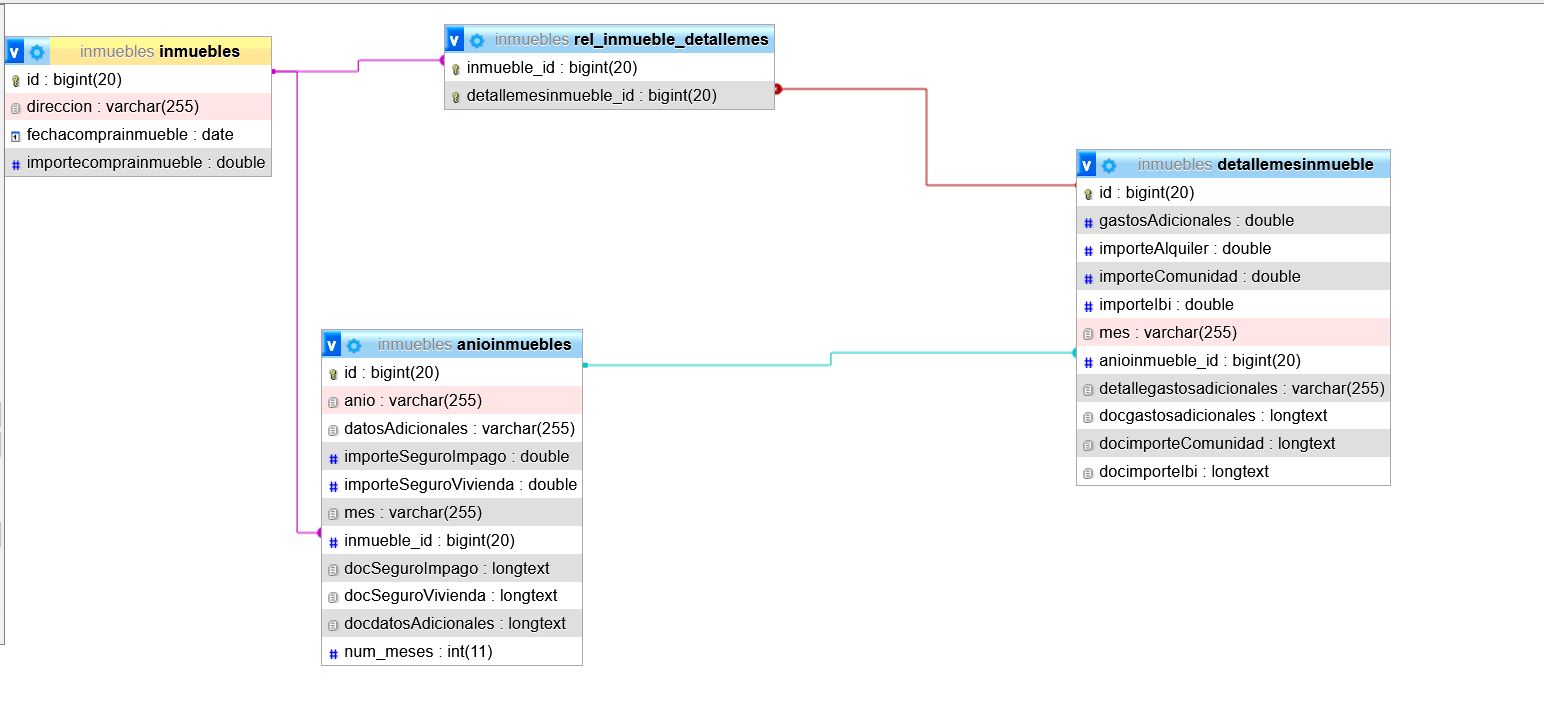 v inmuebles inmuebles
id : bigint(20)
direccion : varchar(255)
fechacomprainmueble : date
# importecomprainmueble : double
v inmuebles rel_inmueble_detallemes
inmueble_id : bigint(20)
detallemesinmueble_id : bigint(20)
v inmuebles detallemesinmueble
id : bigint(20)
# gastosAdicionales : double
# importeAlquiler : double
# importeComunidad : double
# importeIbi : double
mes : varchar(255)
# anioinmueble_id : bigint(20)
detallegastosadicionales : varchar(255)
docgastosadicionales : longtext
docimporteComunidad : longtext
docimporteIbi : longtext
v inmuebles anioinmuebles
id : bigint(20)
anio : varchar(255)
datosAdicionales : varchar(255)
# importeSeguroImpago : double
# importeSeguroVivienda : double
mes : varchar(255)
# inmueble_id : bigint(20)
docSeguroImpago : longtext
docSeguroVivienda : longtext
docdatosAdicionales : longtext
# num_meses : int(11)